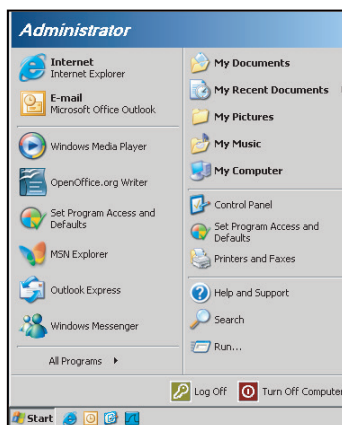 Administrator
Internet
Internet Explorer
E-mail
Microsoft Office Outlook
Windows Media Player
OpenOffice.org Writer
Set Program Access and
Defaults
MSN Explorer
Outlook Express
Windows Messenger
All Programs
My Documents
My Recent Documents
My Pictures
My Music
My Computer
Control Panel
Set Program Access and
Defaults
Printers and Faxes
Help and Support
Search
Run...
Log Off
Turn Off Computer
Start